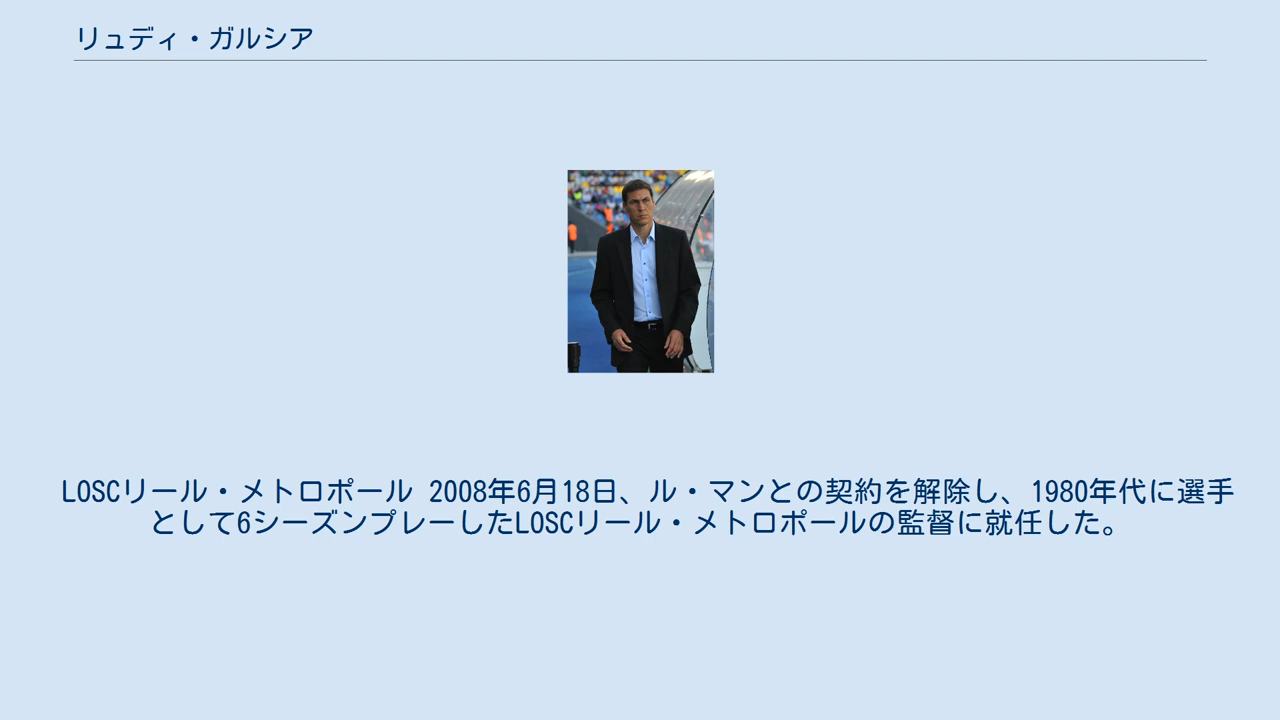 リュディ・ガルシア
LOSCリール・メトロポール 2008年6月18日、ル・マンとの契約を解除し、1980年代に選手
として6シーズンプレーしたLOSCリール・メトロポールの監督に就任した。